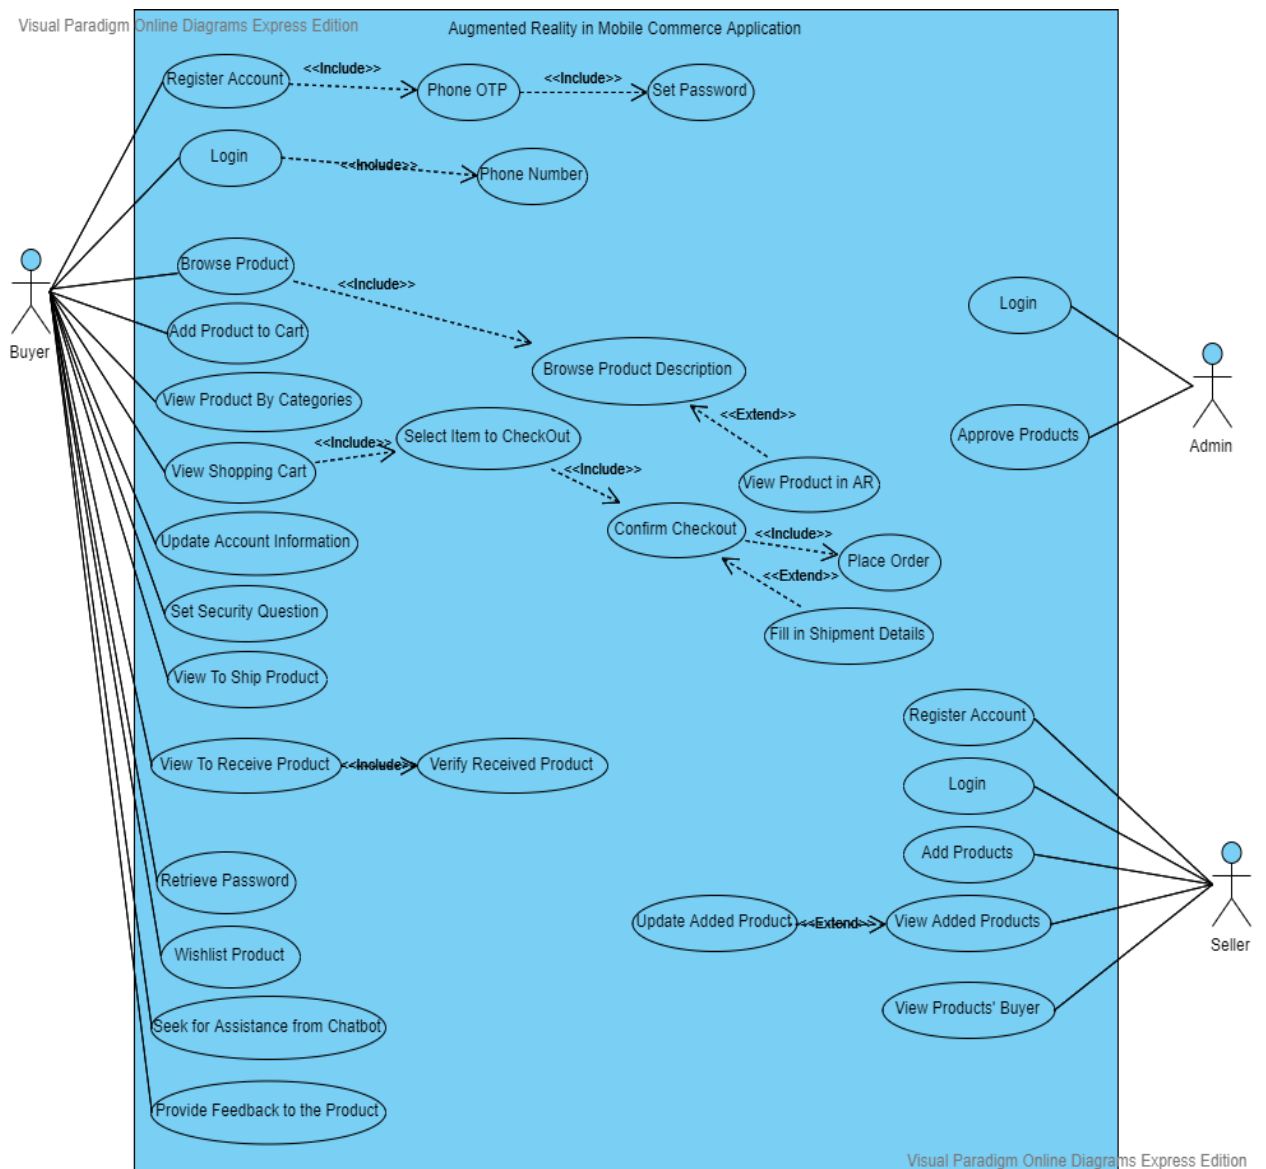 Visual Paradigm Online Diagrams Express Edition
Augmented Reality in Mobile Commerce Application
Register Account
<<Include>>
Phone OTP
<<Include>>
Set Password
Login
<<Include>>
Phone Number
Buyer
Browse Product
<<Include>>
Add Product to Cart
Browse Product Description
View Product By Categories
<<Extend>>
View Product in AR
View Shopping Cart
<<Include>>
Select Item to CheckOut
<<Include>>
Confirm Checkout
<<Include>>
Place Order
<<Extend>>
Fill in Shipment Details
Update Account Information
Set Security Question
View To Ship Product
View To Receive Product
<<Include>>
Verify Received Product
Retrieve Password
Wishlist Product
Seek for Assistance from Chatbot
Provide Feedback to the Product
Login
Approve Products
Admin
Register Account
Login
Add Products
Update Added Product
<<Extend>>
View Added Products
View Products' Buyer
Seller
Visual Paradigm Online Diagrams Express Edition